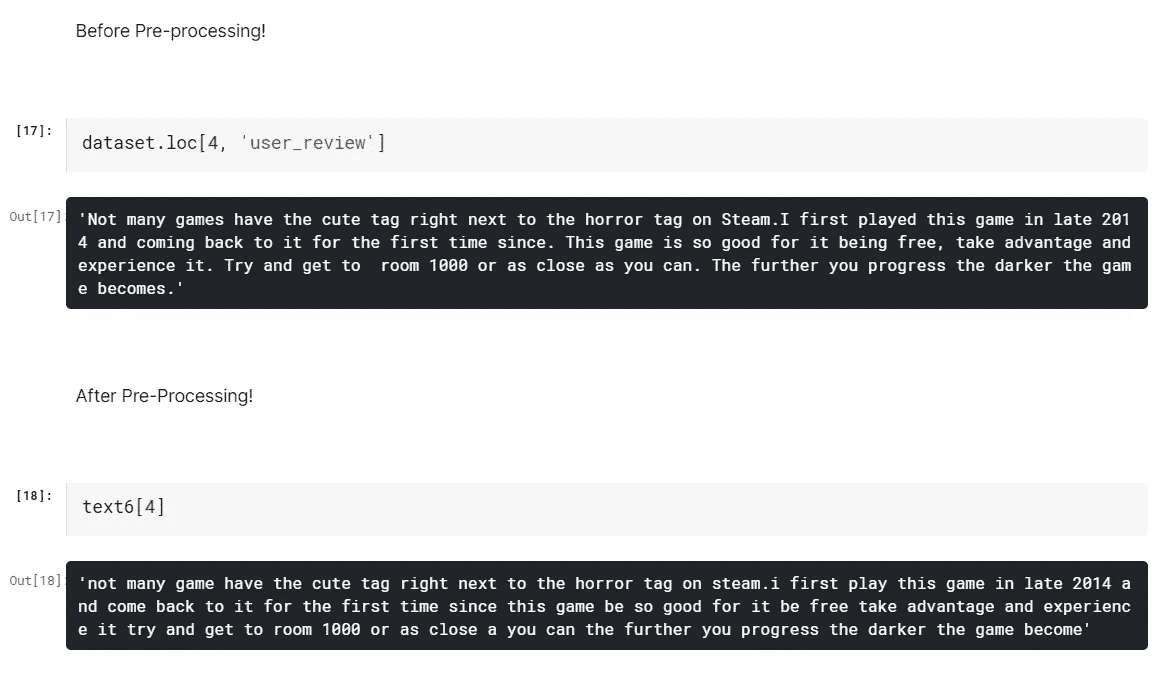 Before Pre-processing!
[17]:
dataset.loc[4, 'user_review']
Out[17]:
'Not many games have the cute tag right next to the horror tag on Steam.I first played this game in late 201
4 and coming back to it for the first time since. This game is so good for it being free, take advantage and
experience it. Try and get to  room 1000 or as close as you can. The further you progress the darker the gam
e becomes.'
After Pre-Processing!
[18]:
text6[4]
Out[18]:
'not many game have the cute tag right next to the horror tag on steam.i first play this game in late 2014 a
nd come back to it for the first time since this game be so good for it be free take advantage and experienc
e it try and get to room 1000 or as close a you can the further you progress the darker the game become'